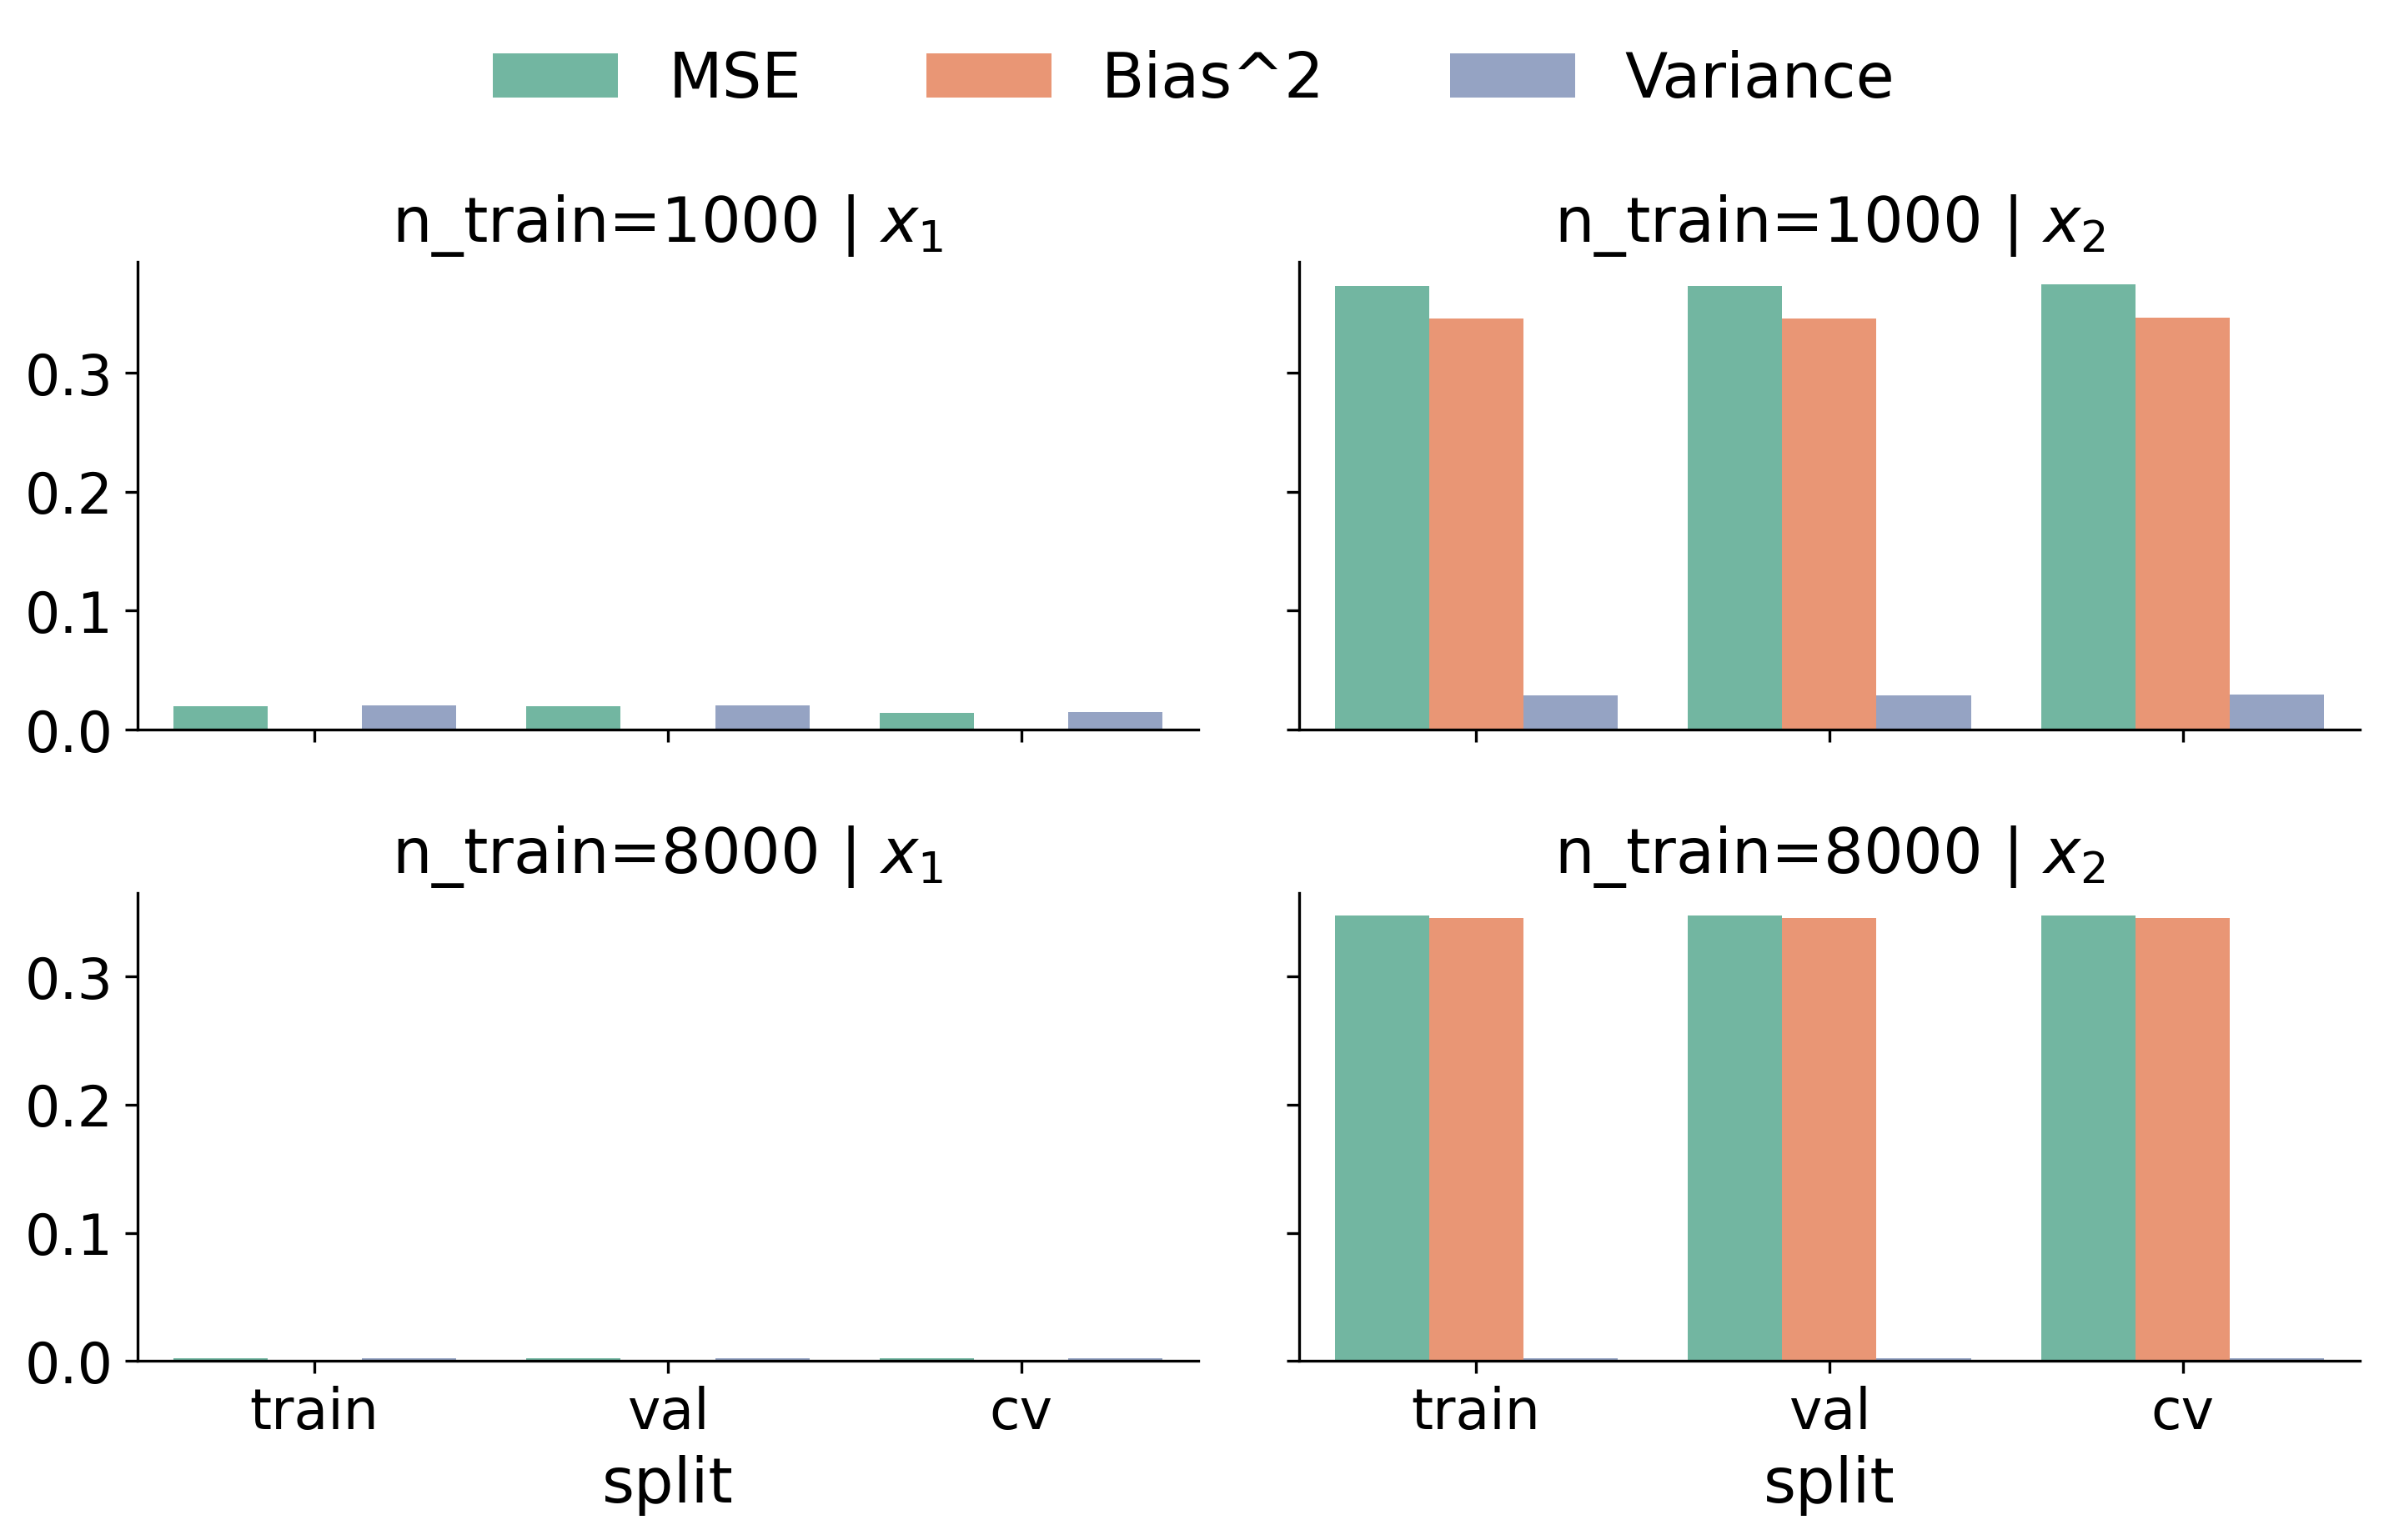 MSE Bias^2 Variance
n_train=1000 | x₁ n_train=1000 | x₂
0.3
0.2
0.1
0.0
n_train=8000 | x₁ n_train=8000 | x₂
0.3
0.2
0.1
0.0
train val cv train val cv
split split